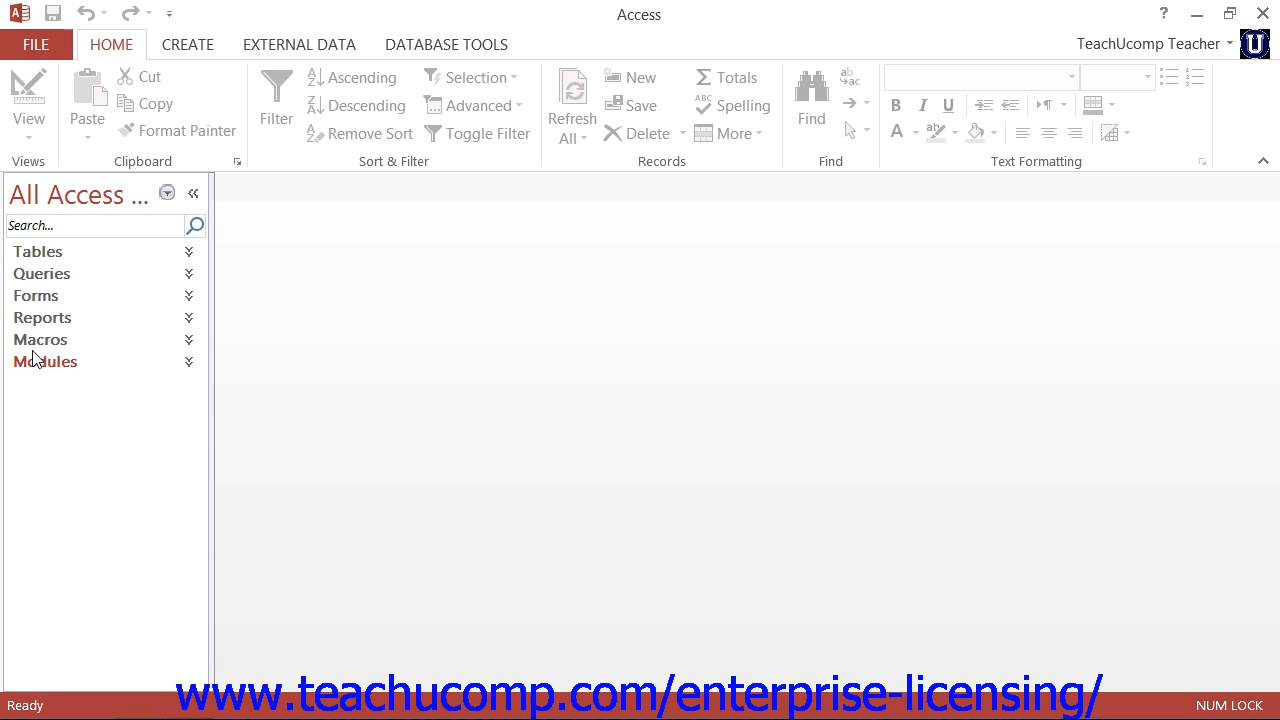 Access
FILE HOME CREATE EXTERNAL DATA DATABASE TOOLS TeachUcomp Teacher
View
Views
Paste
Cut
Copy
Format Painter
Clipboard
Filter
Ascending
Descending
Remove Sort
Selection
Advanced
Toggle Filter
Sort & Filter
Refresh
All
New
Save
Delete
Totals
Spelling
More
Records
Find
Find
Text Formatting
All Access ...
Search...
Tables
Queries
Forms
Reports
Macros
Modules
www.teachucomp.com/enterprise-licensing/
Ready
NUM LOCK